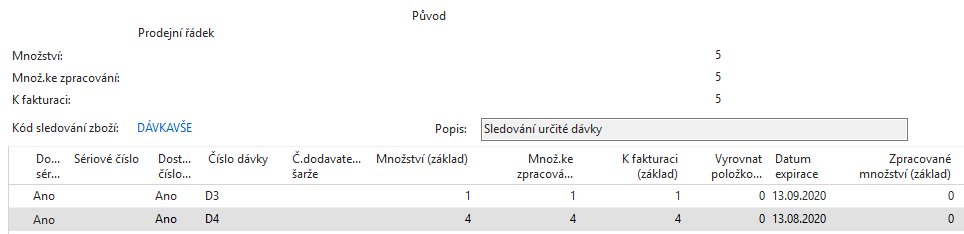 Původ
Prodejní řádek
Množství: 5
Množ.ke zpracování: 5
K fakturaci: 5
Kód sledování zboží: DÁVKAVŠE Popis: Sledování určité dávky
Do... Sériové číslo Dost... Číslo dávky Č.dodavate... Množství (základ) Množ.ke K fakturaci Vyrovnat Datum Zpracované
sér... číslo... šarže zpracová... (základ) položko... expirace množství (základ)
Ano Ano D3 1 1 1 0 13.09.2020 0
Ano Ano D4 4 4 4 0 13.08.2020 0